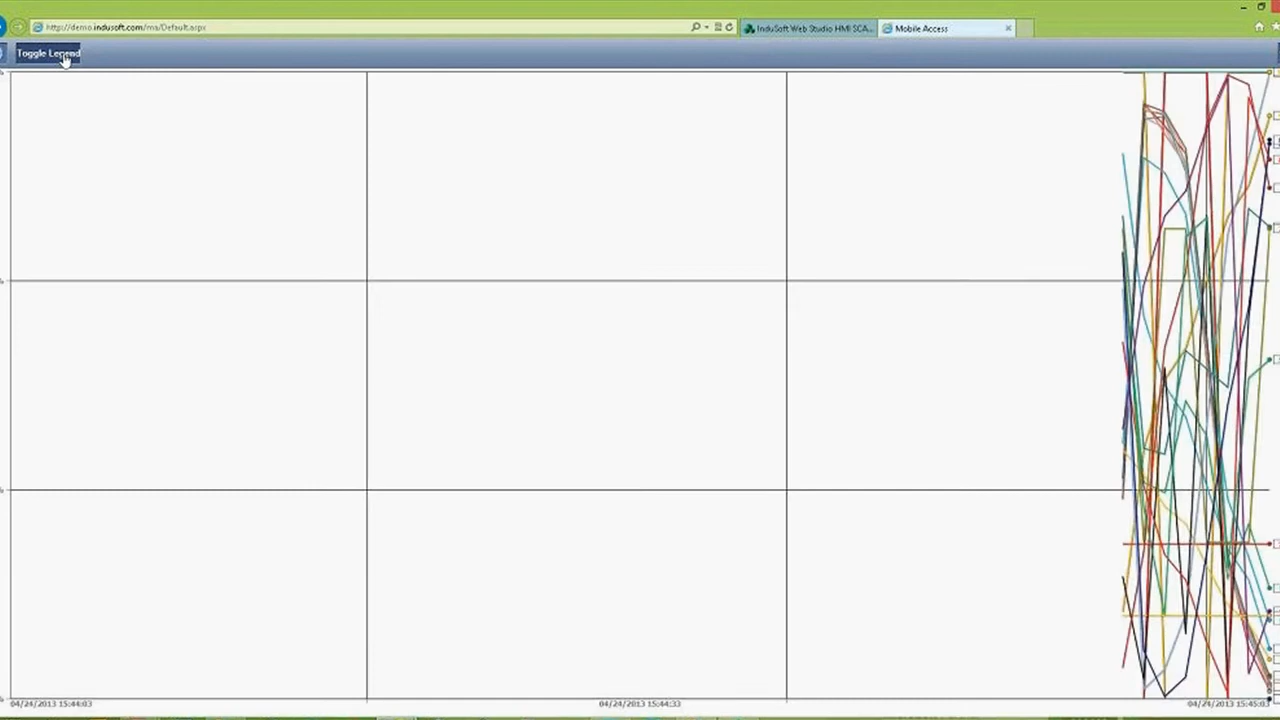 http://demo.indusoft.com/ma/Default.aspx
InduSoft Web Studio HMI SCA...
Mobile Access
Toggle Legend
04/24/2013 15:44:03
04/24/2013 15:44:33
04/24/2013 15:45:03